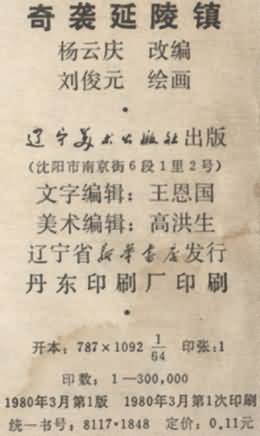 奇袭延陵镇
杨云庆 改编
刘俊元 绘画
·
辽宁美术出版社出版
(沈阳市南京街6段1里2号)
文字编辑：王恩国
美术编辑：高洪生
辽宁省新华书店发行
丹东印刷厂印刷
·
开本：787×1092 1/64 印张:1
印数：1—300,000
1980年3月第1版 1980年3月第1次印刷
统一书号：8117·1848 定价：0.11元